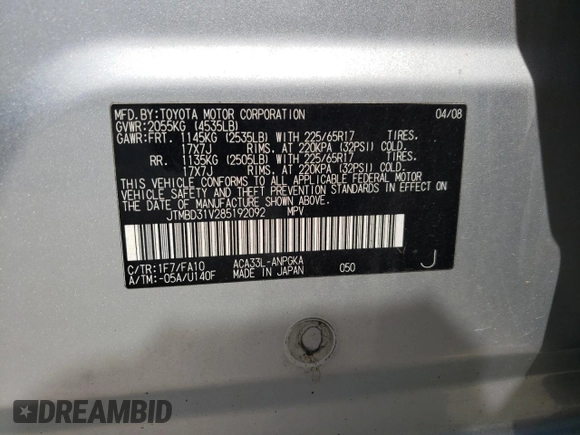 MFD. BY: TOYOTA MOTOR CORPORATION 04/08
GVWR: 2055KG (4535LB)
GAWR: FRT. 1145KG (2535LB) WITH 225/65R17 TIRES.
17X7J RIMS. AT 220KPA (32PSI) COLD.
RR. 1135KG (2505LB) WITH 225/65R17 TIRES.
17X7J RIMS. AT 220KPA (32PSI) COLD.
THIS VEHICLE CONFORMS TO ALL APPLICABLE FEDERAL MOTOR
VEHICLE SAFETY AND THEFT PREVENTION STANDARDS IN EFFECT ON
THE DATE OF MANUFACTURE SHOWN ABOVE.
JTMBD31V285192092 MPV
C/TR: 1F7/FA10 ACA33L-ANPGKA
A/TM: -05A/U140F MADE IN JAPAN 050 J
DREAMBID